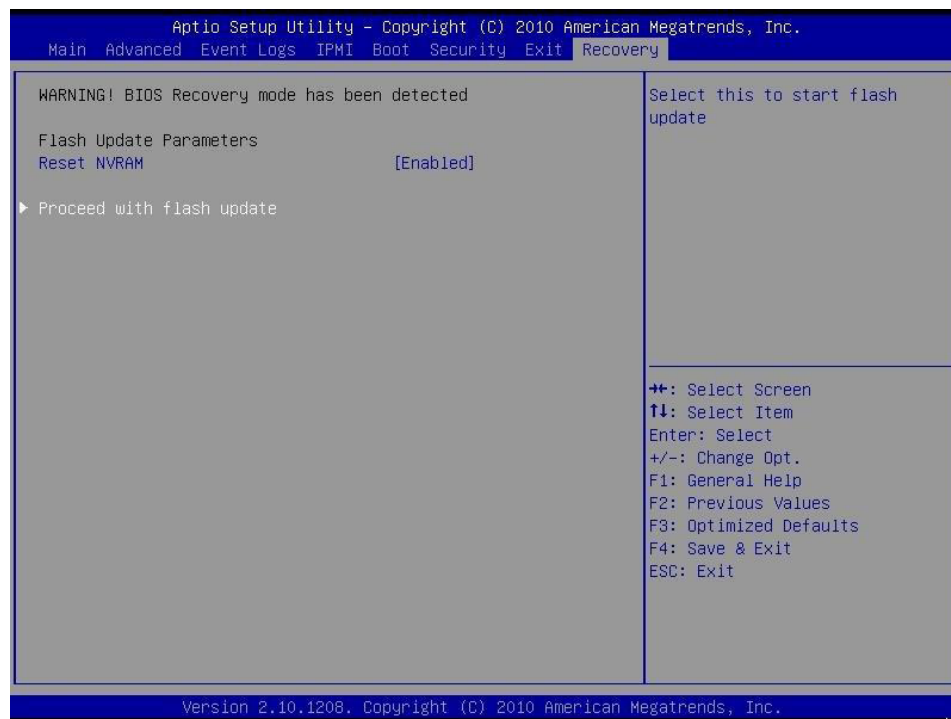 Aptio Setup Utility – Copyright (C) 2010 American Megatrends, Inc.
Main Advanced Event Logs IPMI Boot Security Exit Recovery
WARNING! BIOS Recovery mode has been detected
Flash Update Parameters
Reset NVRAM [Enabled]
▶ Proceed with flash update
Select this to start flash
update
→←: Select Screen
↑↓: Select Item
Enter: Select
+/-: Change Opt.
F1: General Help
F2: Previous Values
F3: Optimized Defaults
F4: Save & Exit
ESC: Exit
Version 2.10.1208. Copyright (C) 2010 American Megatrends, Inc.